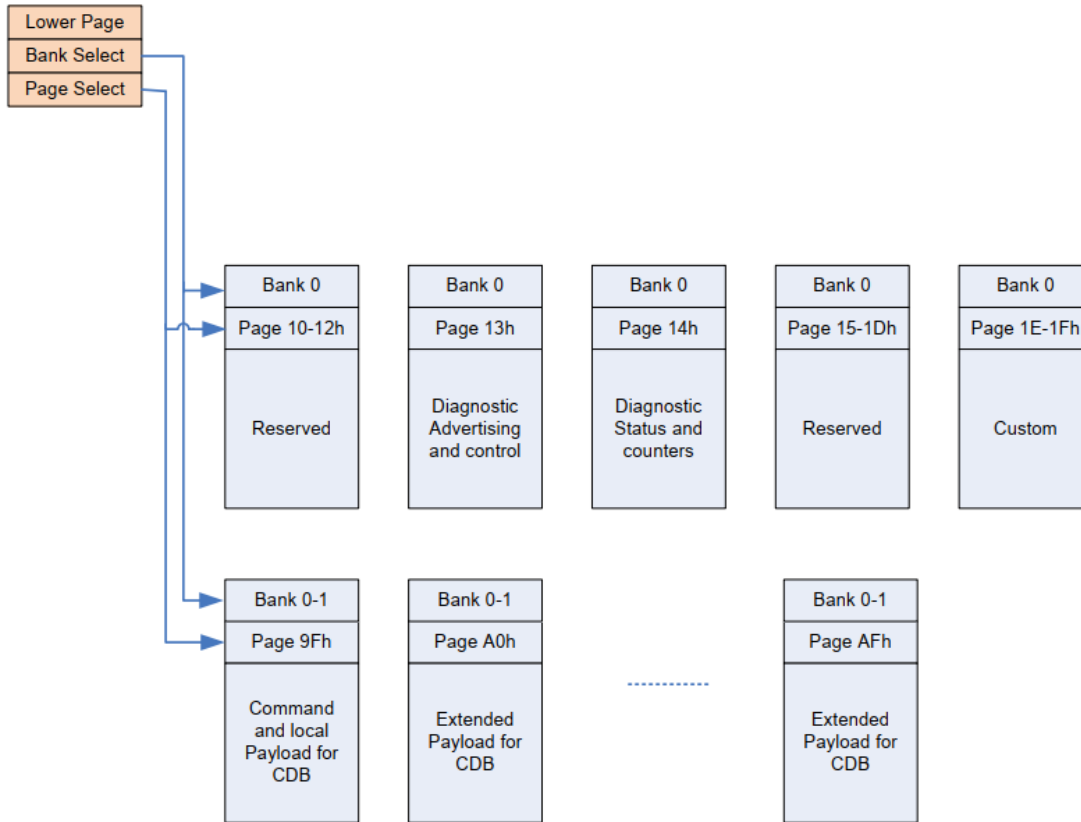 Lower Page
Bank Select
Page Select
Bank 0
Bank 0
Bank 0
Bank 0
Bank 0
Page 10-12h
Page 13h
Page 14h
Page 15-1Dh
Page 1E-1Fh
Reserved
Diagnostic
Advertising
and control
Diagnostic
Status and
counters
Reserved
Custom
Bank 0-1
Bank 0-1
Bank 0-1
Page 9Fh
Page A0h
Page AFh
Command
and local
Payload for
CDB
Extended
Payload for
CDB
Extended
Payload for
CDB